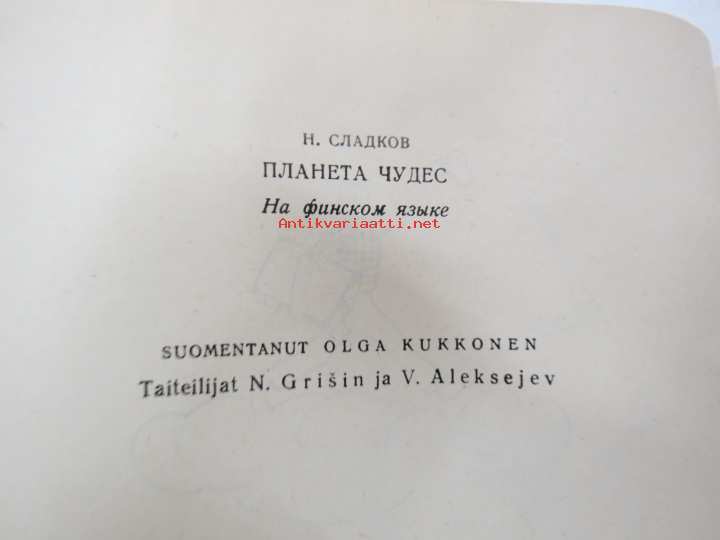 Н. СЛАДКОВ
ПЛАНЕТА ЧУДЕС
На финском языке
Antikvariaatti.net
SUOMENTANUT OLGA KUKKONEN
Taiteilijat N. Grišin ja V. Aleksejev